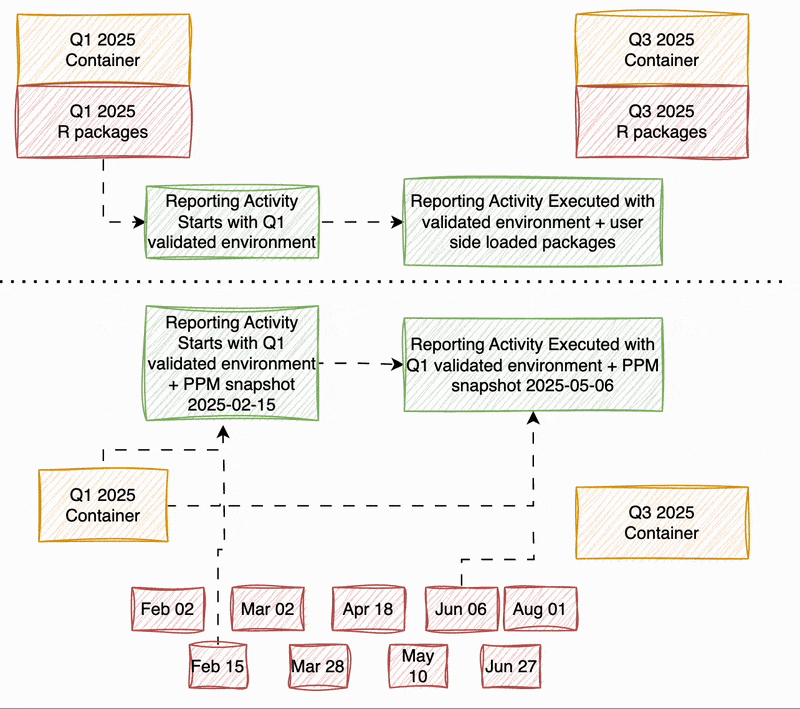 Q1 2025
Container
Q3 2025
Container
Q1 2025
R packages
Q3 2025
R packages
Reporting Activity
Starts with Q1
validated environment
Reporting Activity Executed with
validated environment + user
side loaded packages
Reporting Activity
Starts with Q1
validated environment
+ PPM snapshot
2025-02-15
Reporting Activity Executed with
Q1 validated environment + PPM
snapshot 2025-05-06
Q1 2025
Container
Q3 2025
Container
Feb 02
Mar 02
Apr 18
Jun 06
Aug 01
Feb 15
Mar 28
May
10
Jun 27